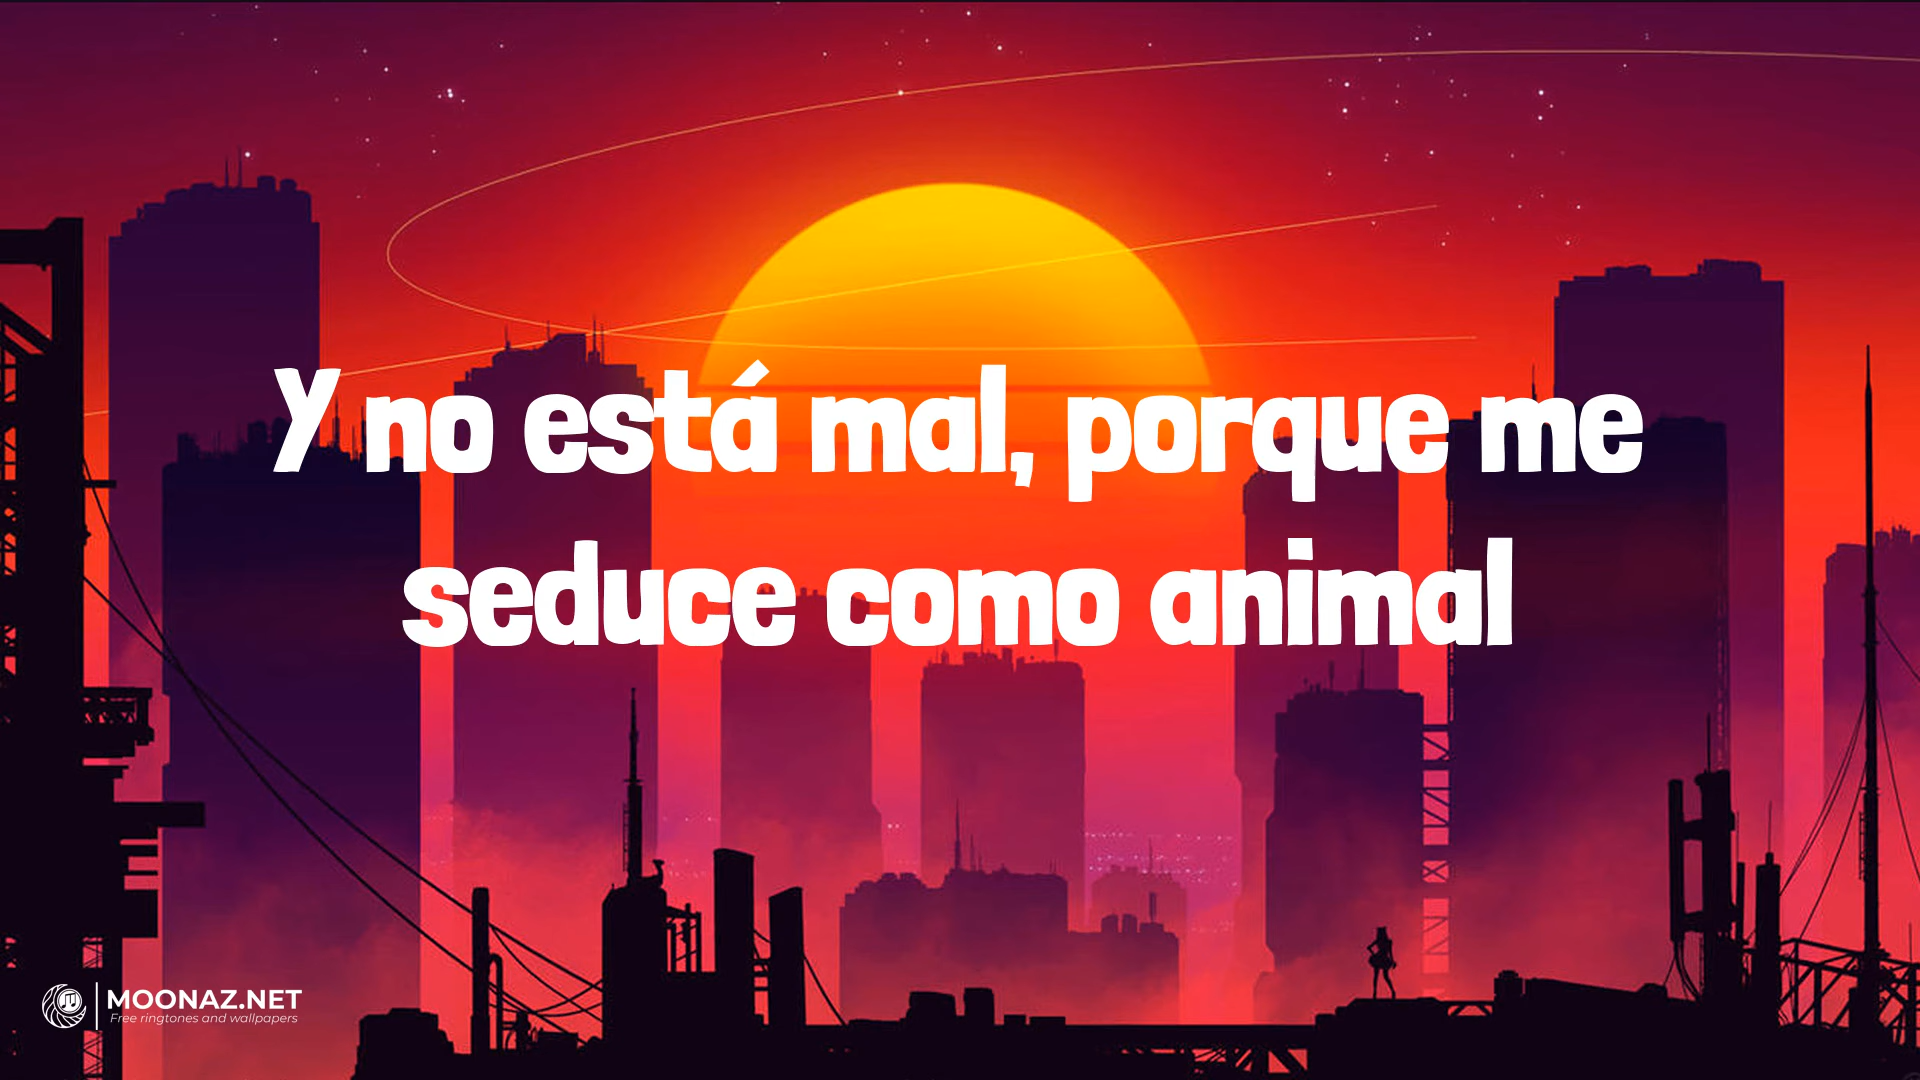 Y no está mal, porque me
seduce como animal
MOONAZ.NET
Free ringtones and wallpapers